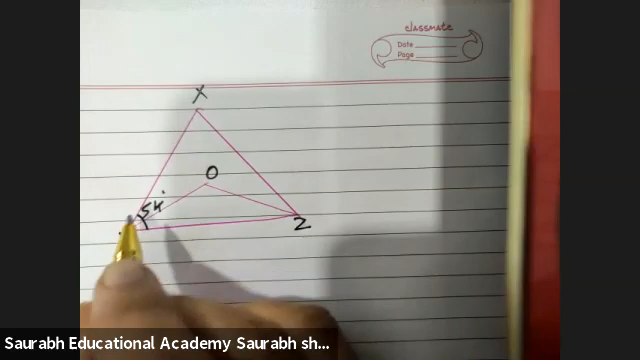 classmate
Date
Page
X
O
54°
Z
Saurabh Educational Academy Saurabh sh...